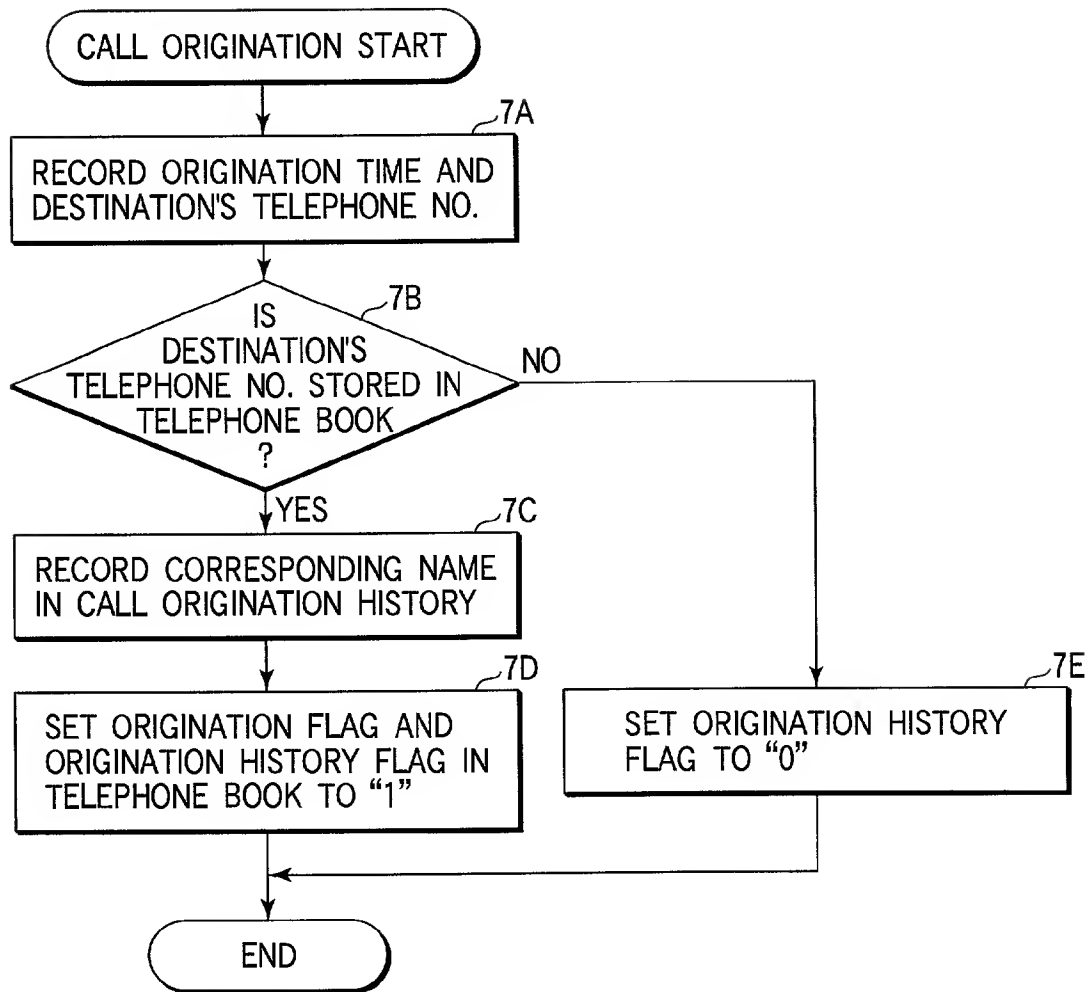 CALL ORIGINATION START
7A
RECORD ORIGINATION TIME AND
DESTINATION'S TELEPHONE NO.
7B
IS
DESTINATION'S
TELEPHONE NO. STORED IN
TELEPHONE BOOK
?
NO
YES
7C
RECORD CORRESPONDING NAME
IN CALL ORIGINATION HISTORY
7D
SET ORIGINATION FLAG AND
ORIGINATION HISTORY FLAG IN
TELEPHONE BOOK TO “1”
7E
SET ORIGINATION HISTORY
FLAG TO “0”
END